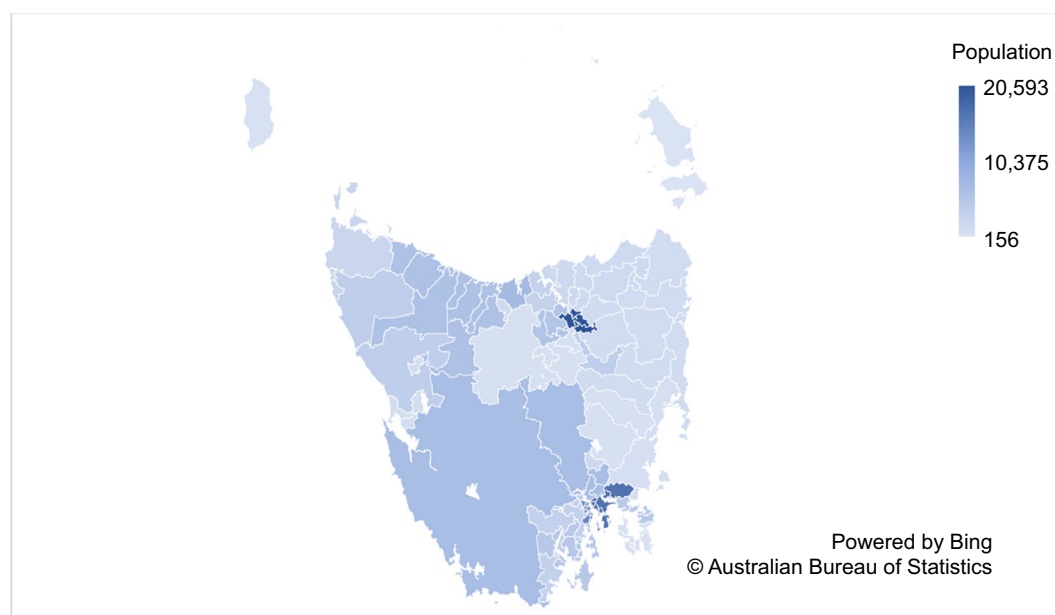 Population
20,593
10,375
156
Powered by Bing
© Australian Bureau of Statistics